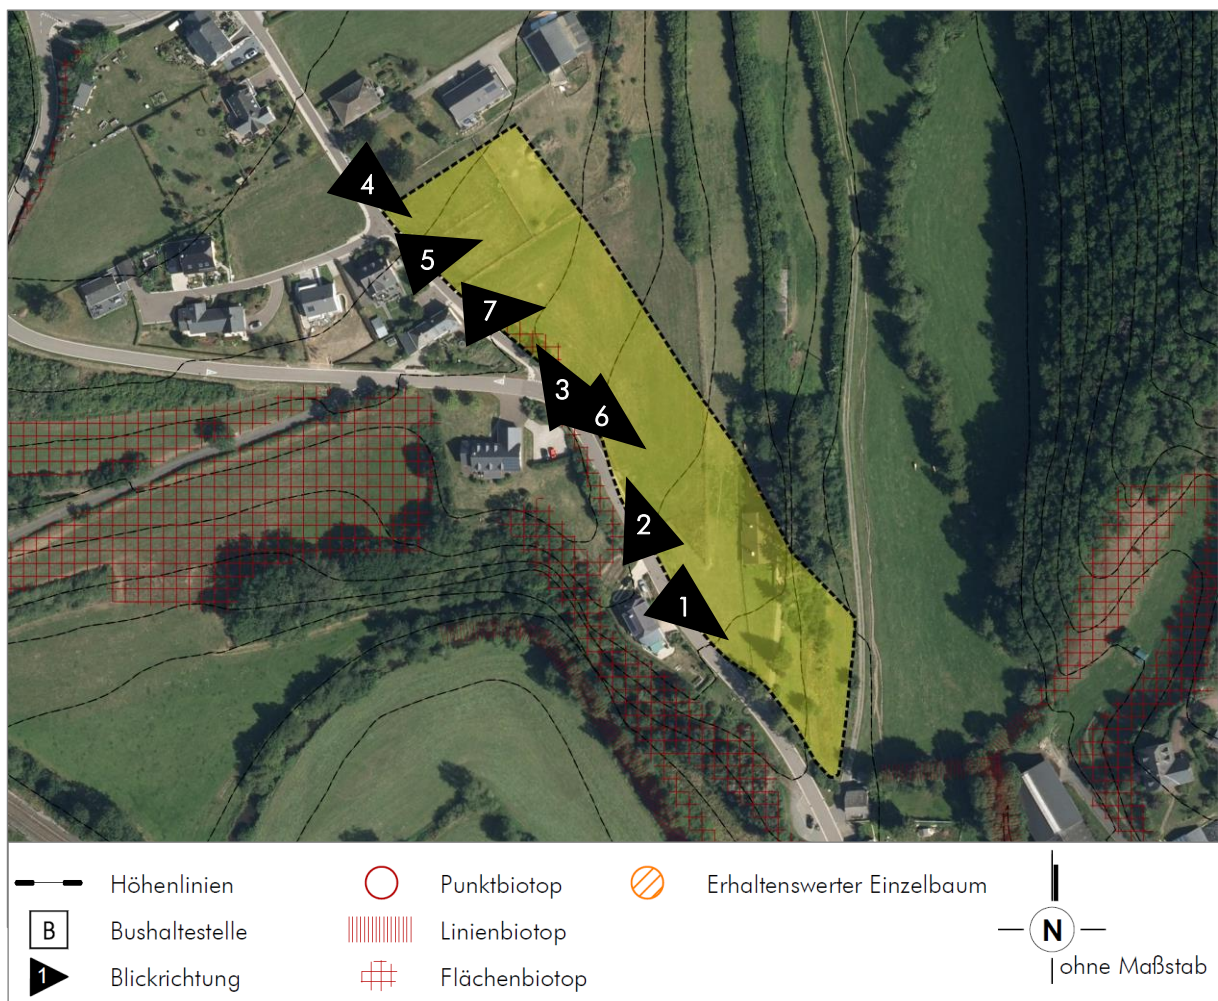 4
5
7
3
6
2
1
Höhenlinien
Punktbiotop
Erhaltenswerter Einzelbaum
B
Bushaltestelle
Linienbiotop
N
1
Blickrichtung
Flächenbiotop
ohne Maßstab